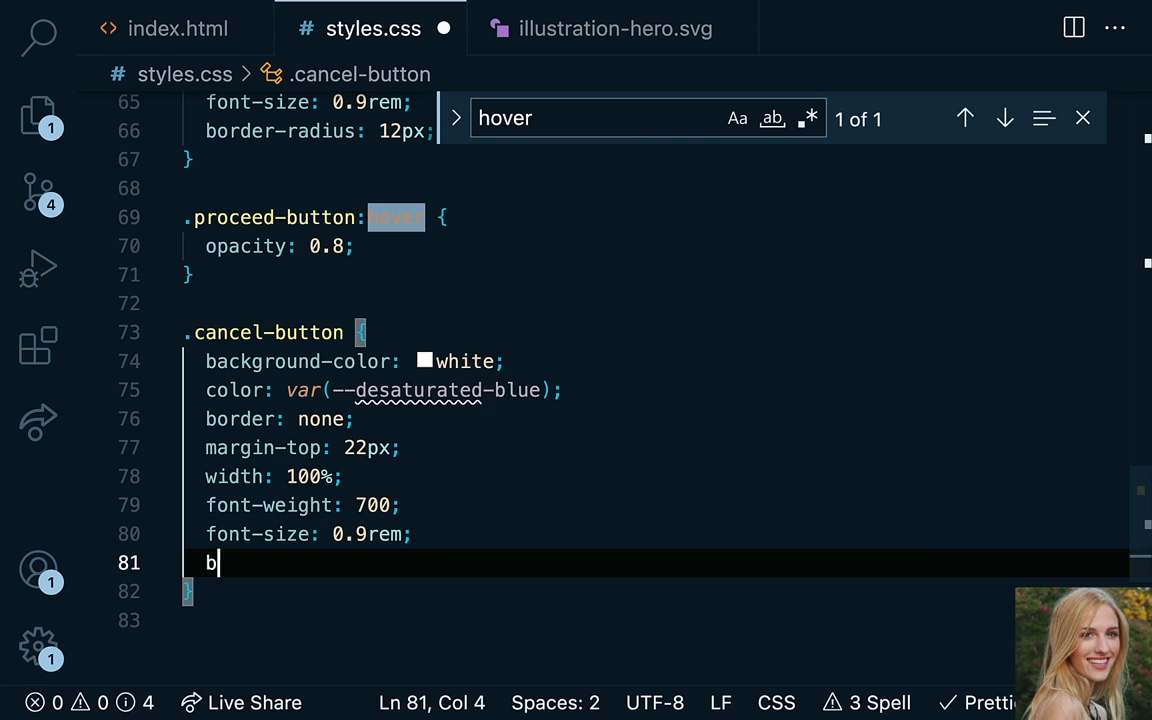 index.html
styles.css
illustration-hero.svg
styles.css > .cancel-button
hover
Aa
ab
.*
1 of 1
65 font-size: 0.9rem;
66 border-radius: 12px;
67 }
68
69 .proceed-button:hover {
70 opacity: 0.8;
71 }
72
73 .cancel-button {
74 background-color: white;
75 color: var(--desaturated-blue);
76 border: none;
77 margin-top: 22px;
78 width: 100%;
79 font-weight: 700;
80 font-size: 0.9rem;
81 b
82 }
83
1
4
1
1
0 0 4 Live Share Ln 81, Col 4 Spaces: 2 UTF-8 LF CSS 3 Spell Pretti